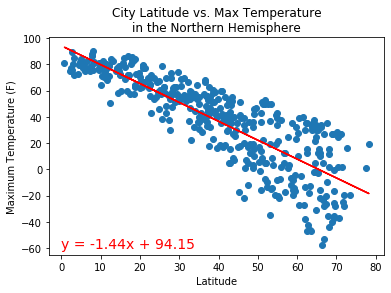 City Latitude vs. Max Temperature
in the Northern Hemisphere
Maximum Temperature (F)
100
80
60
40
20
0
−20
−40
−60
y = -1.44x + 94.15
0 10 20 30 40 50 60 70 80
Latitude